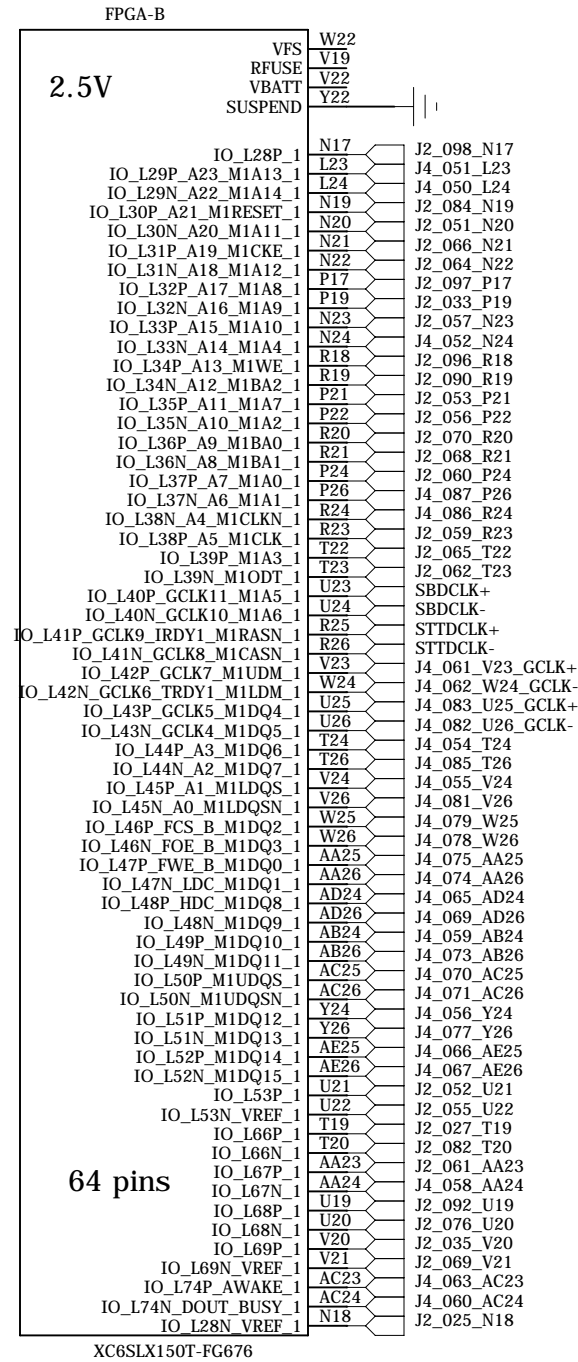 FPGA-B
2.5V
VFS W22
RFUSE V19
VBATT V22
SUSPEND Y22
IO_L28P_1 N17 J2_098_N17
IO_L29P_A23_M1A13_1 L23 J4_051_L23
IO_L29N_A22_M1A14_1 L24 J4_050_L24
IO_L30P_A21_M1RESET_1 N19 J2_084_N19
IO_L30N_A20_M1A11_1 N20 J2_051_N20
IO_L31P_A19_M1CKE_1 N21 J2_066_N21
IO_L31N_A18_M1A12_1 N22 J2_064_N22
IO_L32P_A17_M1A8_1 P17 J2_097_P17
IO_L32N_A16_M1A9_1 P19 J2_033_P19
IO_L33P_A15_M1A10_1 N23 J2_057_N23
IO_L33N_A14_M1A4_1 N24 J4_052_N24
IO_L34P_A13_M1WE_1 R18 J2_096_R18
IO_L34N_A12_M1BA2_1 R19 J2_090_R19
IO_L35P_A11_M1A7_1 P21 J2_053_P21
IO_L35N_A10_M1A2_1 P22 J2_056_P22
IO_L36P_A9_M1BA0_1 R20 J2_070_R20
IO_L36N_A8_M1BA1_1 R21 J2_068_R21
IO_L37P_A7_M1A0_1 P24 J2_060_P24
IO_L37N_A6_M1A1_1 P26 J4_087_P26
IO_L38N_A4_M1CLKN_1 R24 J4_086_R24
IO_L38P_A5_M1CLK_1 R23 J2_059_R23
IO_L39P_M1A3_1 T22 J2_065_T22
IO_L39N_M1ODT_1 T23 J2_062_T23
IO_L40P_GCLK11_M1A5_1 U23 SBDCLK+
IO_L40N_GCLK10_M1A6_1 U24 SBDCLK-
IO_L41P_GCLK9_IRDY1_M1RASN_1 R25 STTDCLK+
IO_L41N_GCLK8_M1CASN_1 R26 STTDCLK-
IO_L42P_GCLK7_M1UDM_1 V23 J4_061_V23_GCLK+
IO_L42N_GCLK6_TRDY1_M1LDM_1 W24 J4_062_W24_GCLK-
IO_L43P_GCLK5_M1DQ4_1 U25 J4_083_U25_GCLK+
IO_L43N_GCLK4_M1DQ5_1 U26 J4_082_U26_GCLK-
IO_L44P_A3_M1DQ6_1 T24 J4_054_T24
IO_L44N_A2_M1DQ7_1 T26 J4_085_T26
IO_L45P_A1_M1LDQS_1 V24 J4_055_V24
IO_L45N_A0_M1LDQSN_1 V26 J4_081_V26
IO_L46P_FCS_B_M1DQ2_1 W25 J4_079_W25
IO_L46N_FOE_B_M1DQ3_1 W26 J4_078_W26
IO_L47P_FWE_B_M1DQ0_1 AA25 J4_075_AA25
IO_L47N_LDC_M1DQ1_1 AA26 J4_074_AA26
IO_L48P_HDC_M1DQ8_1 AD24 J4_065_AD24
IO_L48N_M1DQ9_1 AD26 J4_069_AD26
IO_L49P_M1DQ10_1 AB24 J4_059_AB24
IO_L49N_M1DQ11_1 AB26 J4_073_AB26
IO_L50P_M1UDQS_1 AC25 J4_070_AC25
IO_L50N_M1UDQSN_1 AC26 J4_071_AC26
IO_L51P_M1DQ12_1 Y24 J4_056_Y24
IO_L51N_M1DQ13_1 Y26 J4_077_Y26
IO_L52P_M1DQ14_1 AE25 J4_066_AE25
IO_L52N_M1DQ15_1 AE26 J4_067_AE26
IO_L53P_1 U21 J2_052_U21
IO_L53N_VREF_1 U22 J2_055_U22
IO_L66P_1 T19 J2_027_T19
IO_L66N_1 T20 J2_082_T20
IO_L67P_1 AA23 J2_061_AA23
IO_L67N_1 AA24 J4_058_AA24
IO_L68P_1 U19 J2_092_U19
IO_L68N_1 U20 J2_076_U20
IO_L69P_1 V20 J2_035_V20
IO_L69N_VREF_1 V21 J2_069_V21
IO_L74P_AWAKE_1 AC23 J4_063_AC23
IO_L74N_DOUT_BUSY_1 AC24 J4_060_AC24
IO_L28N_VREF_1 N18 J2_025_N18
64 pins
XC6SLX150T-FG676